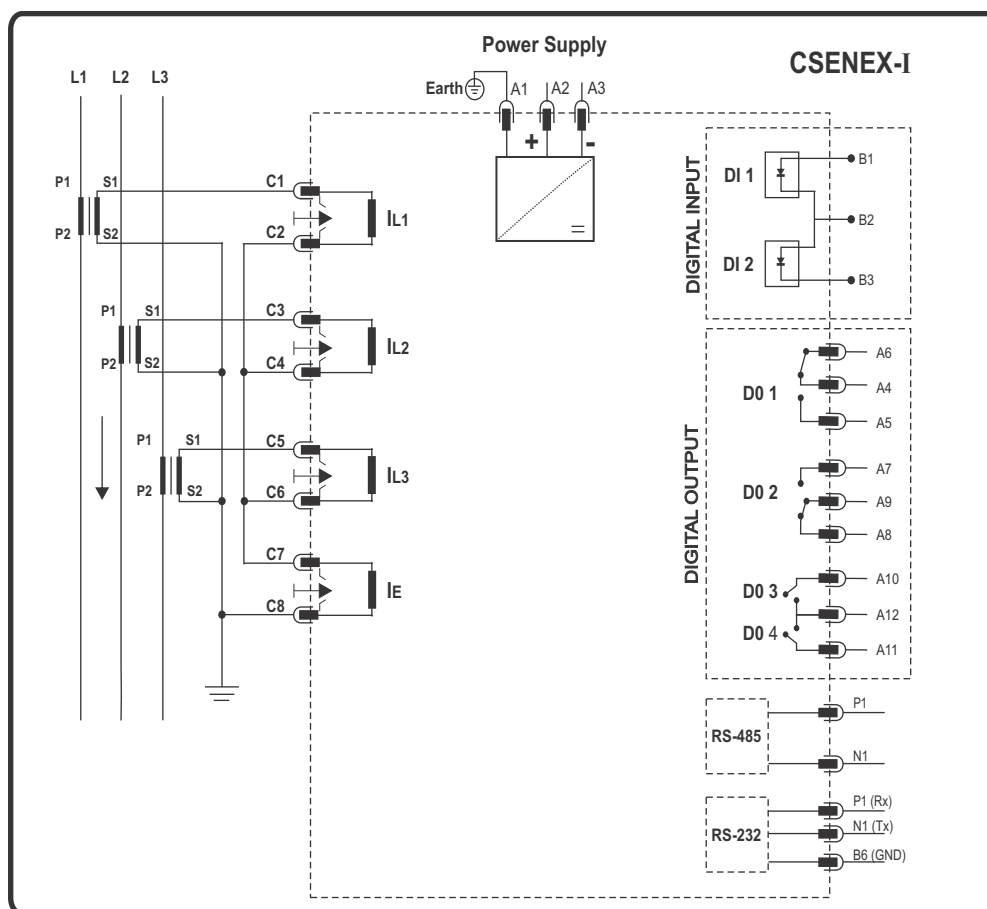 Power Supply
CSENEX-I
L1 L2 L3
Earth A1 A2 A3
+ -
P1 S1 C1
IL1
P2 S2 C2
P1 S1 C3
IL2
P2 S2 C4
P1 S1 C5
IL3
P2 S2 C6
C7
IE
C8
DIGITAL INPUT
DI 1
B1
B2
DI 2
B3
DIGITAL OUTPUT
D0 1
A6
A4
A5
D0 2
A7
A9
A8
D0 3
A10
A12
D0 4
A11
RS-485
P1
N1
RS-232
P1 (Rx)
N1 (Tx)
B6 (GND)